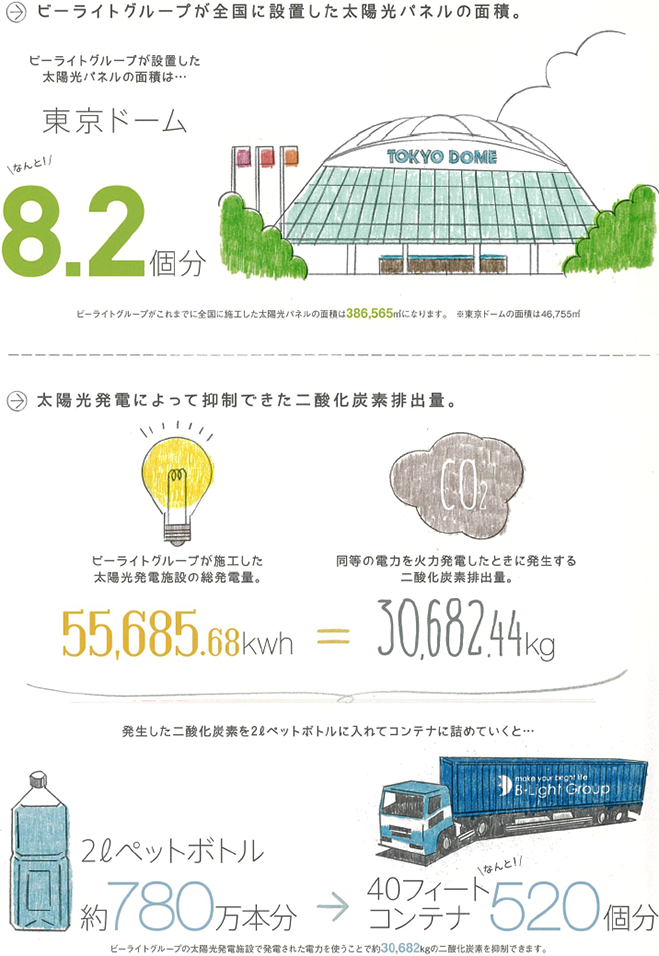 ビーライトグループが全国に設置した太陽光パネルの面積。
ビーライトグループが設置した
太陽光パネルの面積は…
東京ドーム
なんと!
8.2個分
TOKYO DOME
ビーライトグループがこれまでに全国に施工した太陽光パネルの面積は386,565㎡になります。 ※東京ドームの面積は46,755㎡
太陽光発電によって抑制できた二酸化炭素排出量。
CO2
ビーライトグループが施工した
太陽光発電施設の総発電量。
同等の電力を火力発電したときに発生する
二酸化炭素排出量。
55,685.68kwh = 30,682.44kg
発生した二酸化炭素を2ℓペットボトルに入れてコンテナに詰めていくと…
make your bright life
B-Light Group
2ℓペットボトル
約780万本分
40フィート
コンテナ
なんと!
520個分
ビーライトグループの太陽光発電施設で発電された電力を使うことで約30,682kgの二酸化炭素を抑制できます。